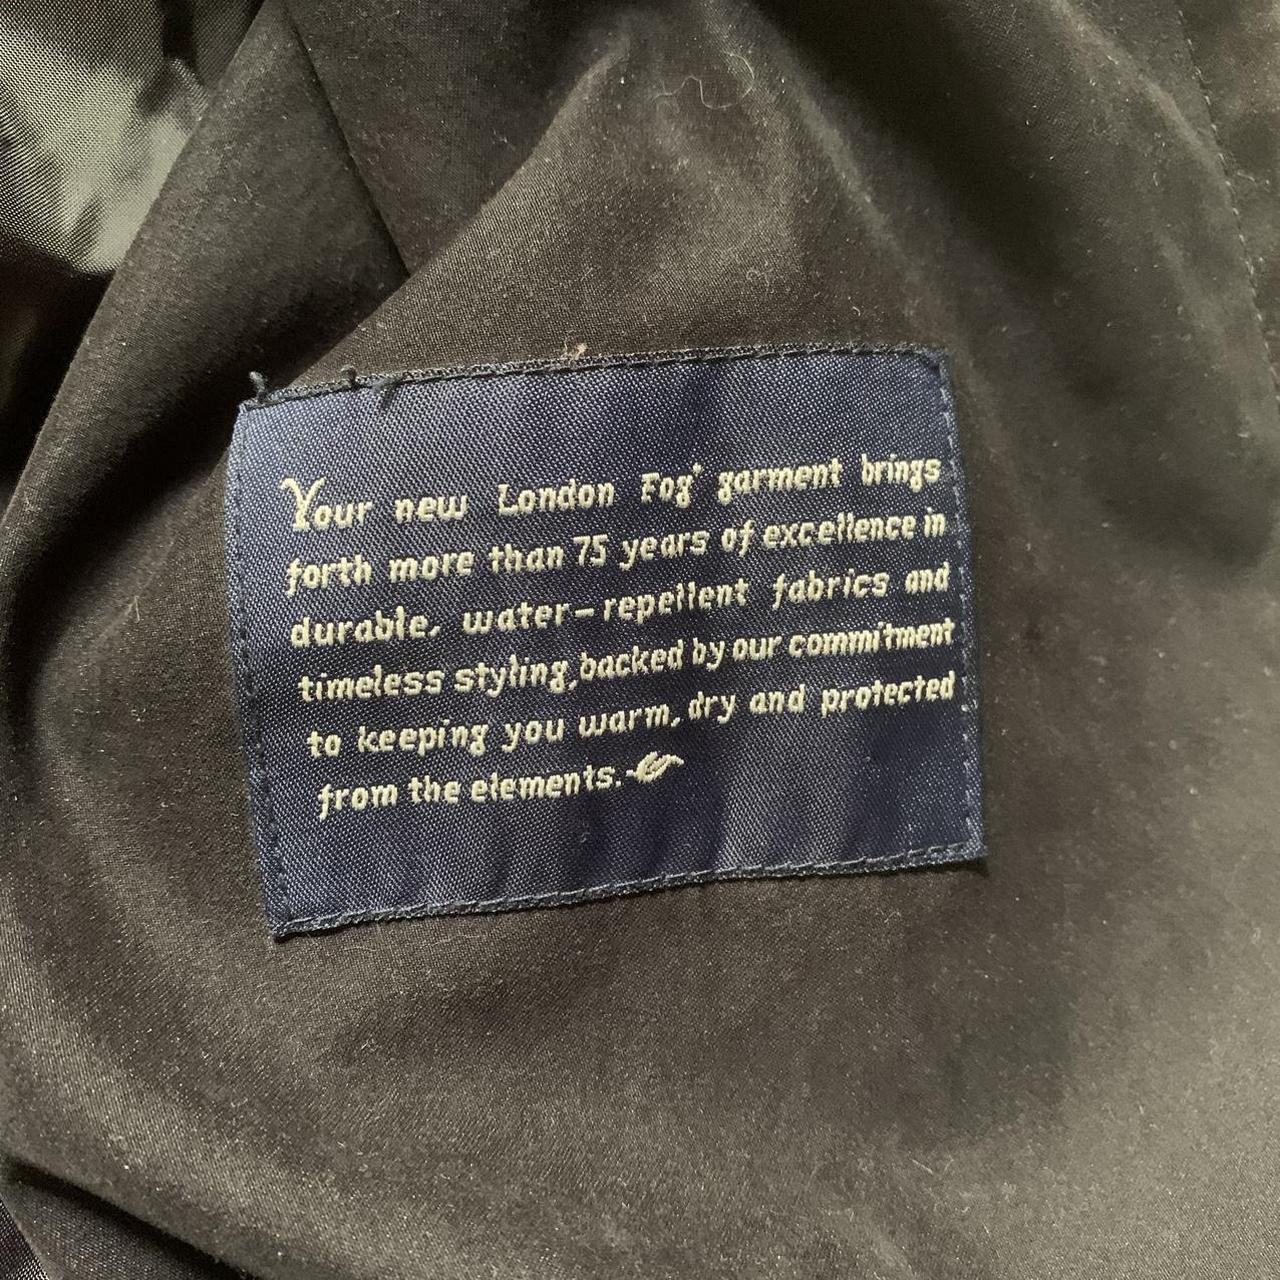 Your new London Fog® garment brings
forth more than 75 years of excellence in
durable, water-repellent fabrics and
timeless styling, backed by our commitment
to keeping you warm, dry and protected
from the elements.